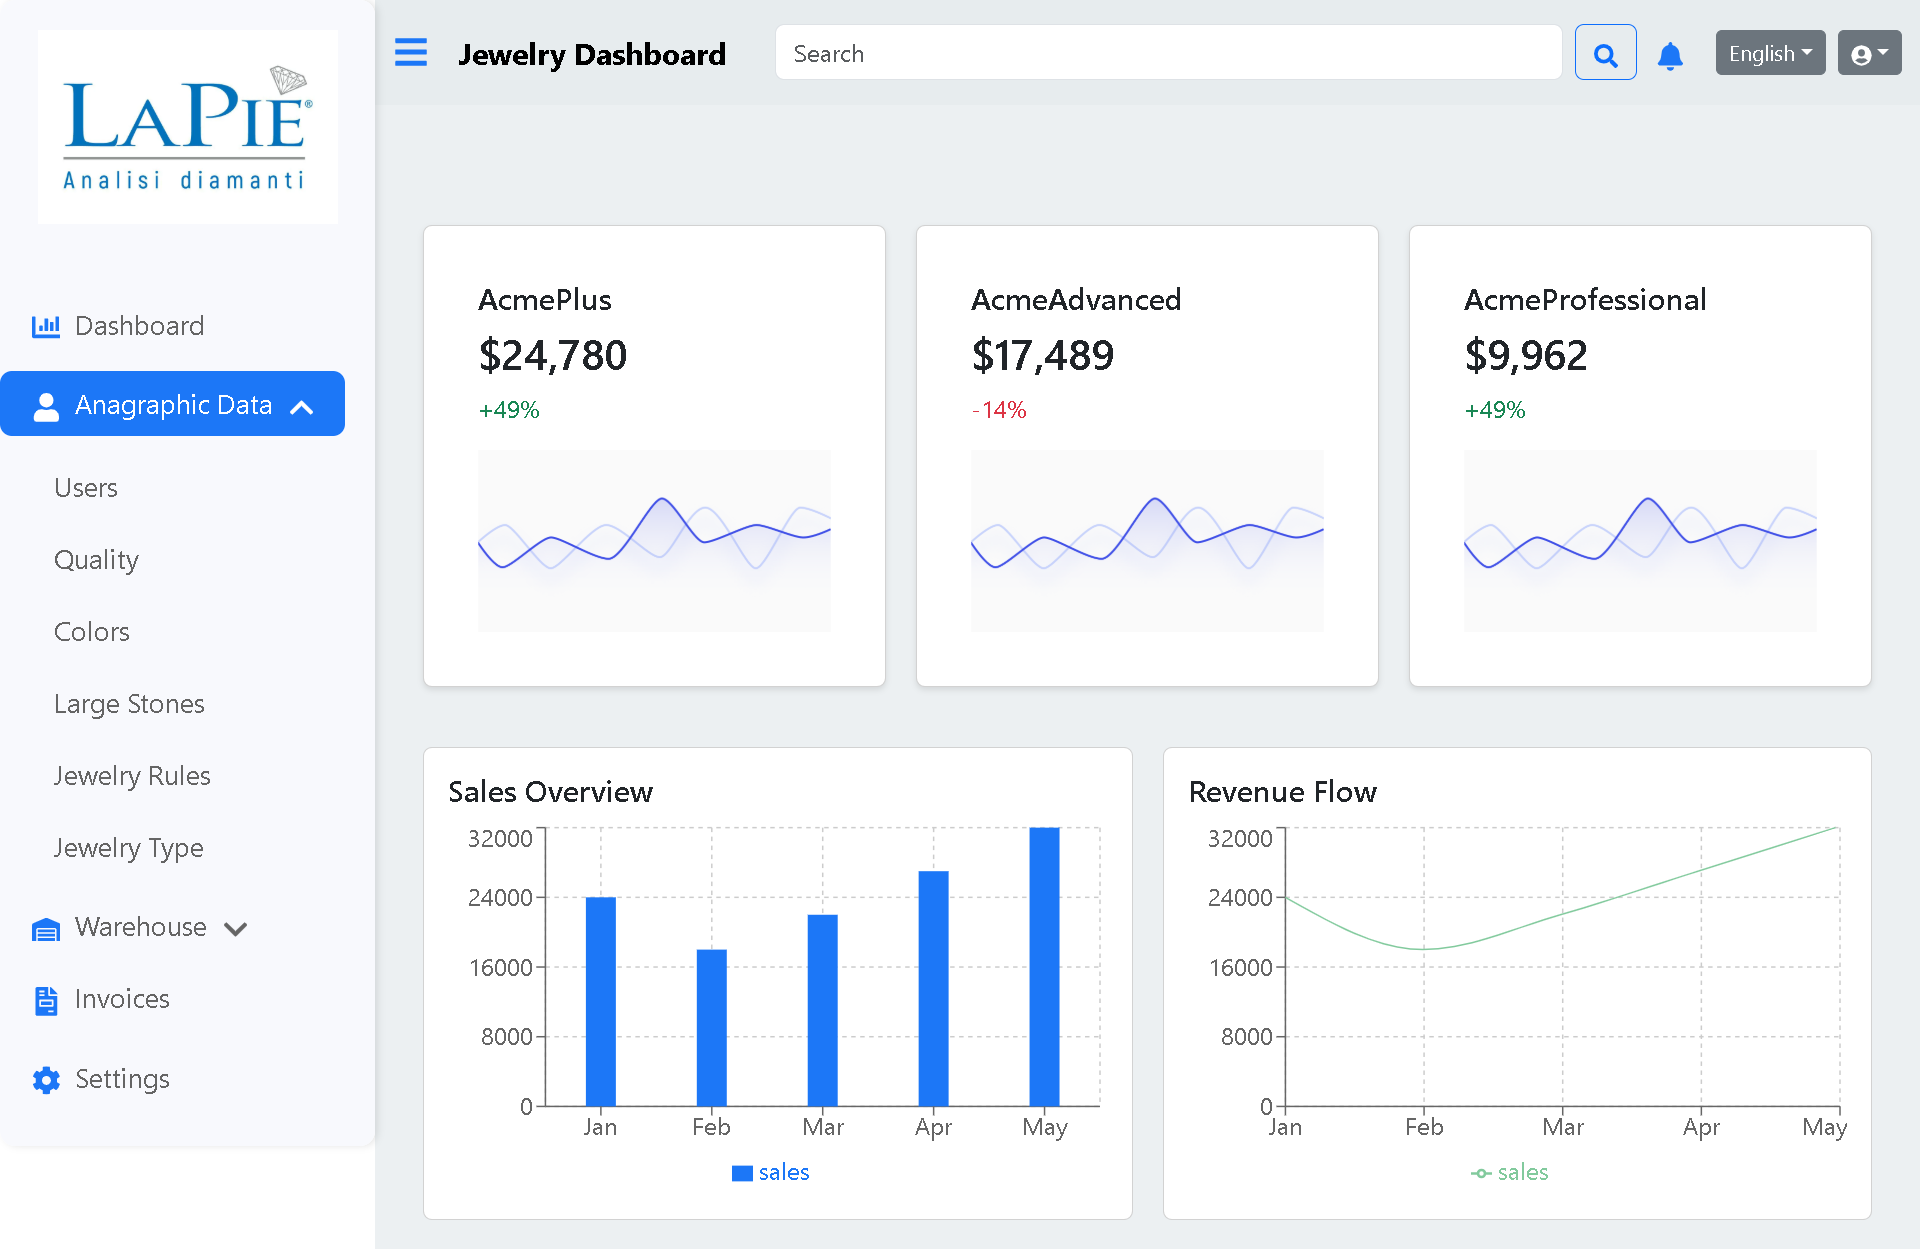 LAPIE®
Analisi diamanti
Dashboard
Anagraphic Data
Users
Quality
Colors
Large Stones
Jewelry Rules
Jewelry Type
Warehouse
Invoices
Settings
Jewelry Dashboard
Search
English
AcmePlus
$24,780
+49%
AcmeAdvanced
$17,489
-14%
AcmeProfessional
$9,962
+49%
Sales Overview
32000
24000
16000
8000
0
Jan Feb Mar Apr May
sales
Revenue Flow
32000
24000
16000
8000
0
Jan Feb Mar Apr May
sales